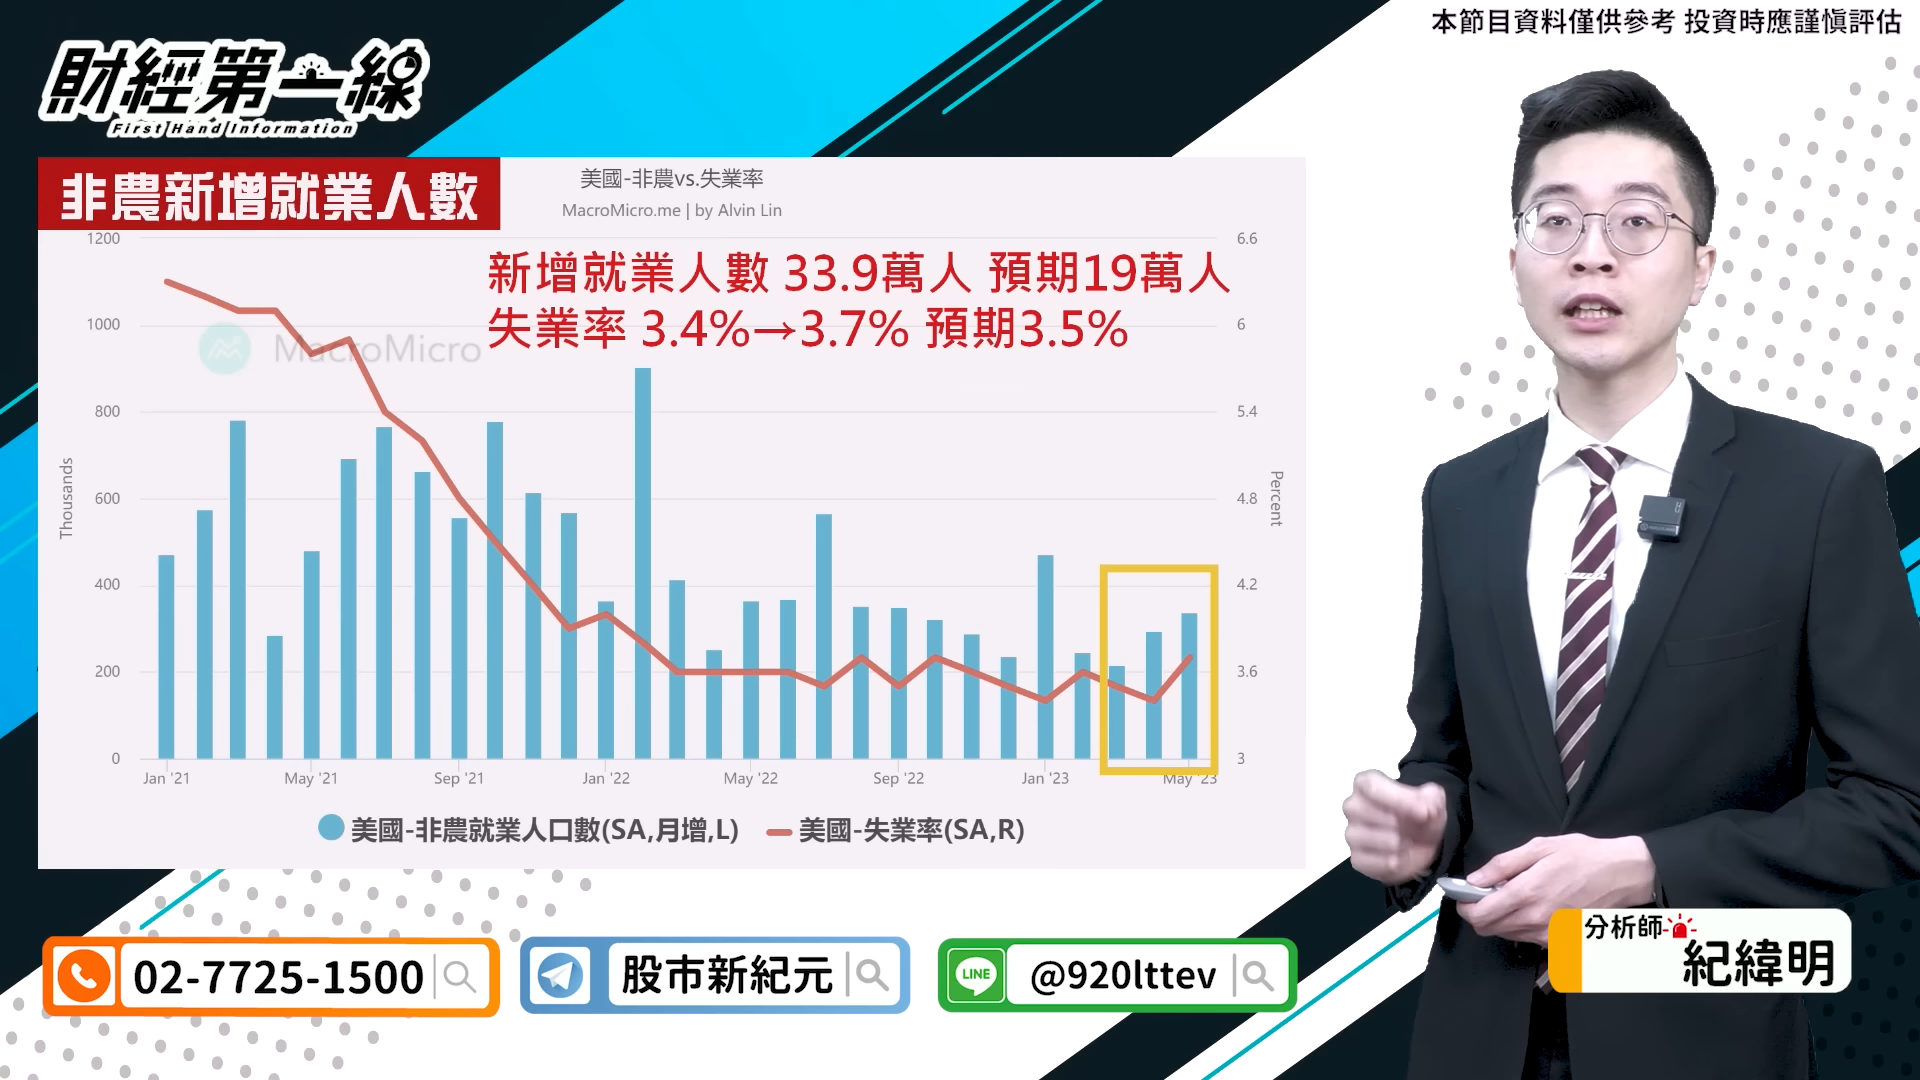 本節目資料僅供參考 投資時應謹慎評估
財經第一線
First Hand Information
非農新增就業人數
美國-非農vs.失業率
MacroMicro.me | by Alvin Lin
新增就業人數 33.9萬人 預期19萬人
失業率 3.4%→3.7% 預期3.5%
MacroMicro
1200
1000
800
600
400
200
0
Thousands
6.6
6
5.4
4.8
4.2
3.6
3
Percent
Jan '21 May '21 Sep '21 Jan '22 May '22 Sep '22 Jan '23 May '23
美國-非農就業人口數(SA,月增,L) 美國-失業率(SA,R)
02-7725-1500
股市新紀元
LINE
@920lttev
分析師
紀緯明